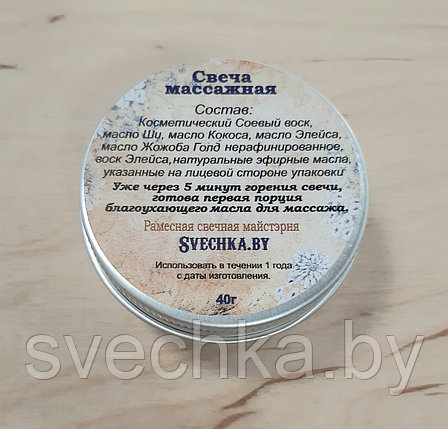 Свеча
массажная
Состав:
Косметический Соевый воск,
масло Шу, масло Кокоса, масло Элейса,
масло Жожоба Голд нерафинированное,
воск Элейса, натуральные эфирные масла,
указанные на лицевой стороне упаковки
Уже через 5 минут горения свечи,
готова первая порция
благоухающего масла для массажа.
Рамесная свечная майстэрня
SVECHKA.BY
Использовать в течении 1 года
с даты изготовления.
40г
svechka.by